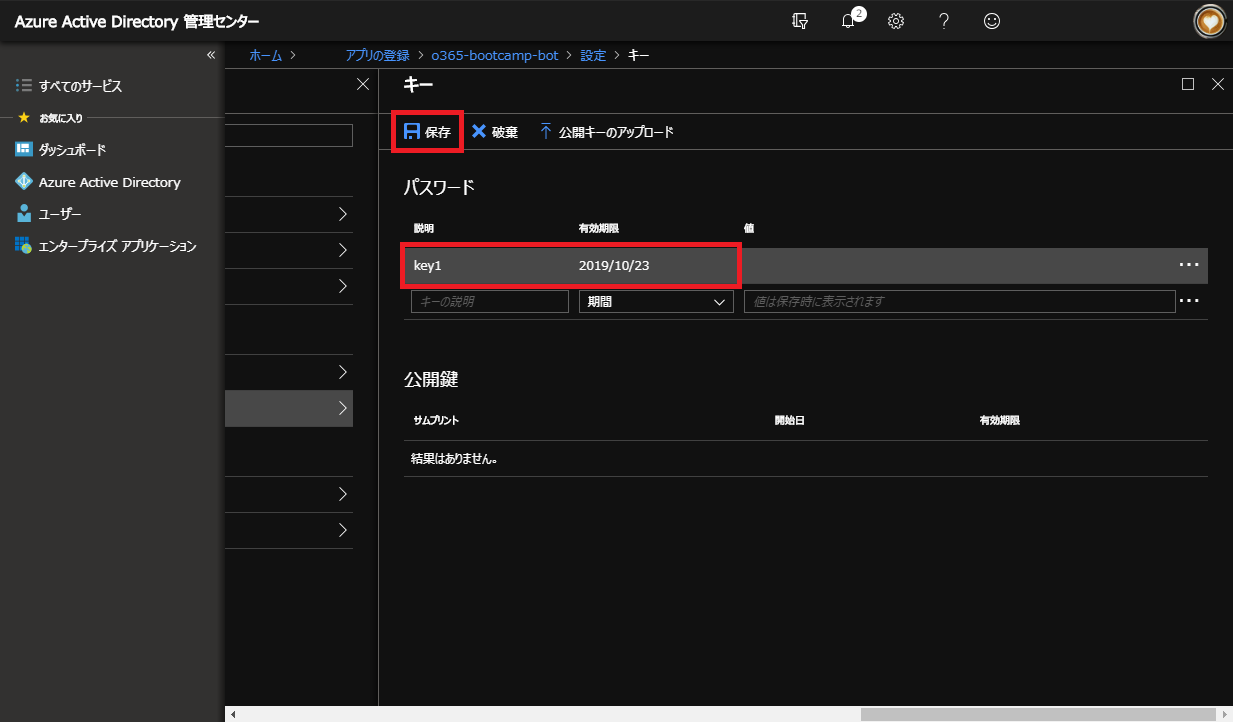 Azure Active Directory 管理センター
2
«
ホーム > アプリの登録 > o365-bootcamp-bot > 設定 > キー
すべてのサービス
お気に入り
ダッシュボード
Azure Active Directory
ユーザー
エンタープライズ アプリケーション
キー
保存 破棄 公開キーのアップロード
パスワード
説明 有効期限 値
key1 2019/10/23 ...
キーの説明 期間 値は保存時に表示されます ...
公開鍵
サムプリント 開始日 有効期限
結果はありません。